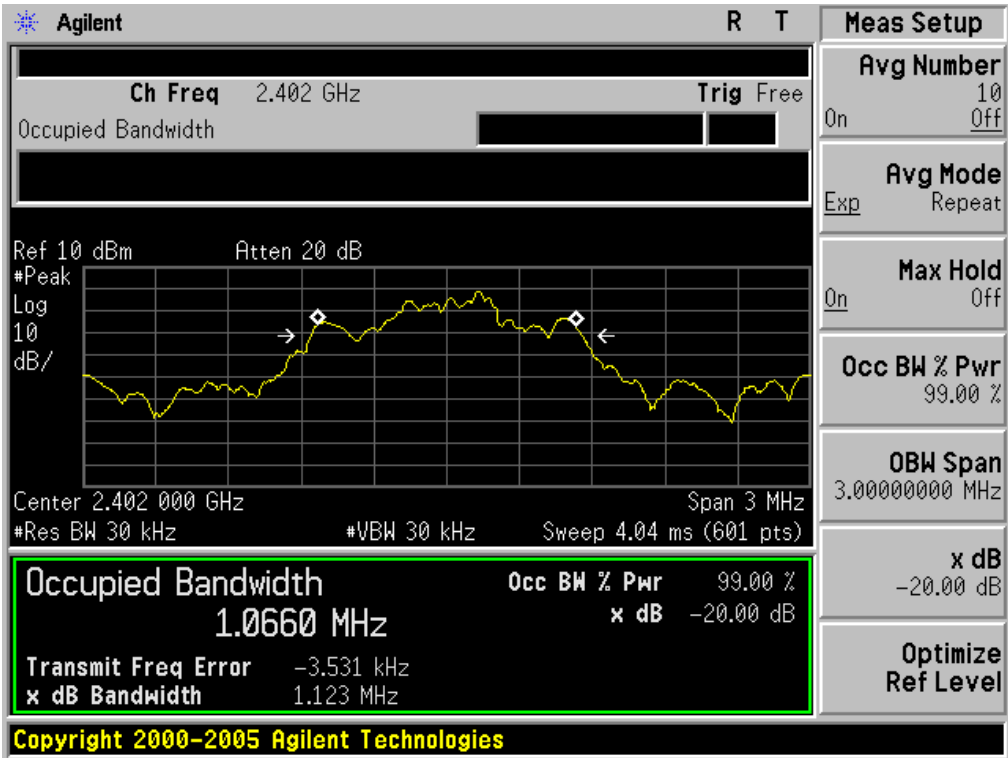 Agilent R T
Ch Freq 2.402 GHz Trig Free
Occupied Bandwidth
Ref 10 dBm Atten 20 dB
#Peak
Log
10
dB/
Center 2.402 000 GHz Span 3 MHz
#Res BW 30 kHz #VBW 30 kHz Sweep 4.04 ms (601 pts)
Occupied Bandwidth Occ BW % Pwr 99.00 %
1.0660 MHz x dB -20.00 dB
Transmit Freq Error -3.531 kHz
x dB Bandwidth 1.123 MHz
Copyright 2000-2005 Agilent Technologies
Meas Setup
Avg Number
10
On Off
Avg Mode
Exp Repeat
Max Hold
On Off
Occ BW % Pwr
99.00 %
OBW Span
3.00000000 MHz
x dB
-20.00 dB
Optimize
Ref Level